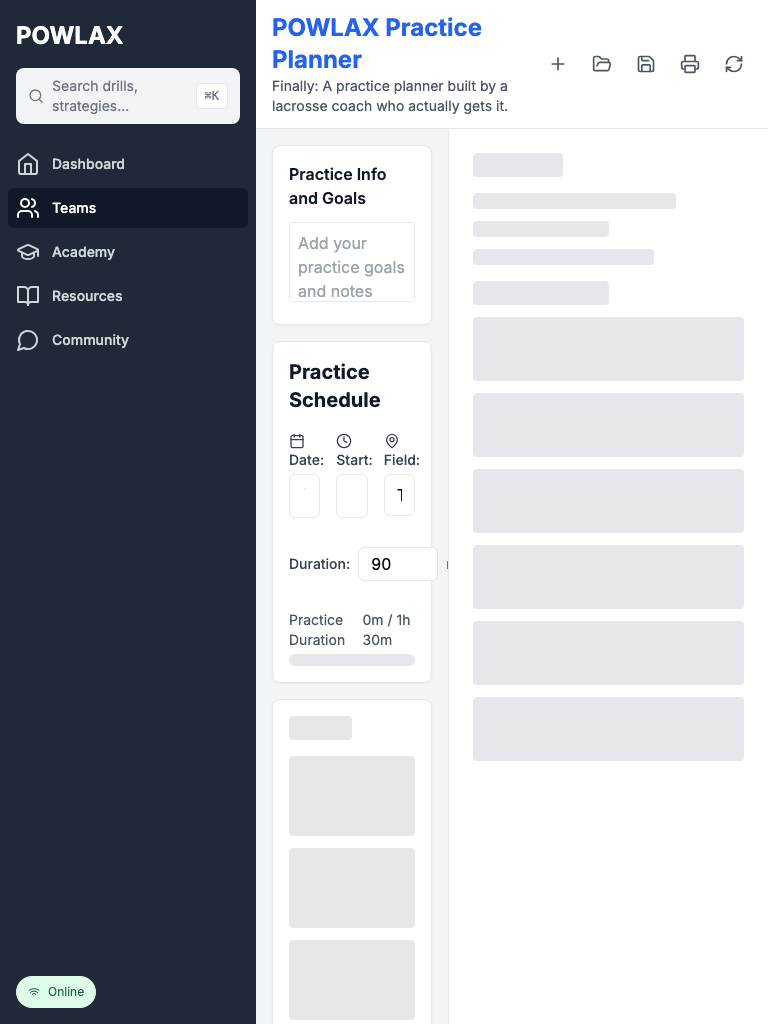 POWLAX
Search drills,
strategies...
⌘K
Dashboard
Teams
Academy
Resources
Community
Online
POWLAX Practice
Planner
Finally: A practice planner built by a
lacrosse coach who actually gets it.
Practice Info
and Goals
Add your
practice goals
and notes
Practice
Schedule
Date:
Start:
Field:
Duration: 90
Practice
Duration
0m / 1h
30m